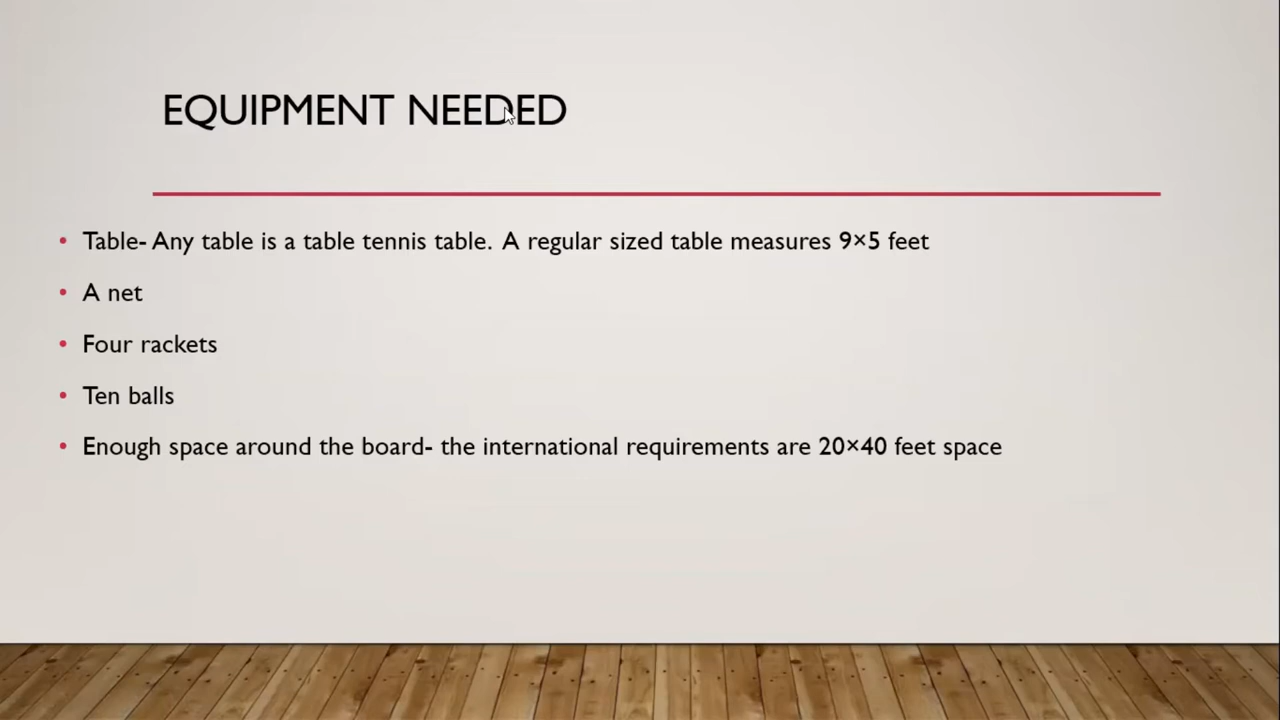 EQUIPMENT NEEDED
• Table- Any table is a table tennis table. A regular sized table measures 9×5 feet
• A net
• Four rackets
• Ten balls
• Enough space around the board- the international requirements are 20×40 feet space